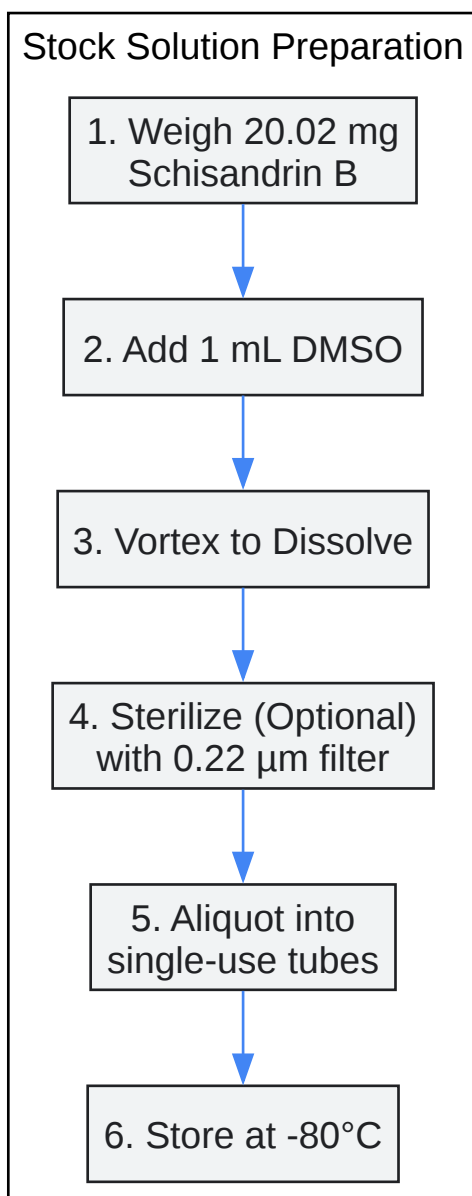 Stock Solution Preparation
1. Weigh 20.02 mg
Schisandrin B
2. Add 1 mL DMSO
3. Vortex to Dissolve
4. Sterilize (Optional)
with 0.22 µm filter
5. Aliquot into
single-use tubes
6. Store at -80°C